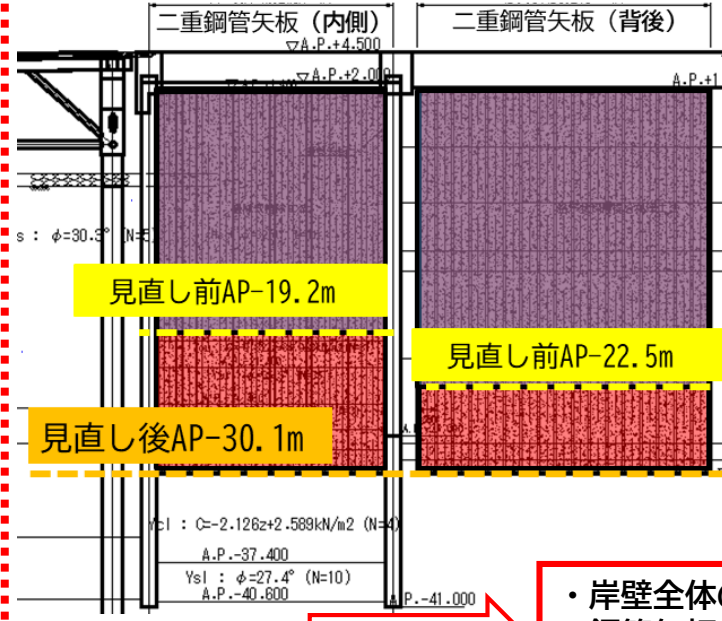 二重鋼管矢板（内側）
二重鋼管矢板（背後）
▽A.P.+4.500
▽A.P.+2.000
A.P.+1
s : φ=30.3° (N=5)
見直し前AP-19.2m
見直し前AP-22.5m
見直し後AP-30.1m
Ycl : C=-2.126z+2.589kN/m2 (N=4)
A.P.-37.400
Ysl : φ=27.4° (N=10)
A.P.-40.600
A.P.-41.000
・岸壁全体